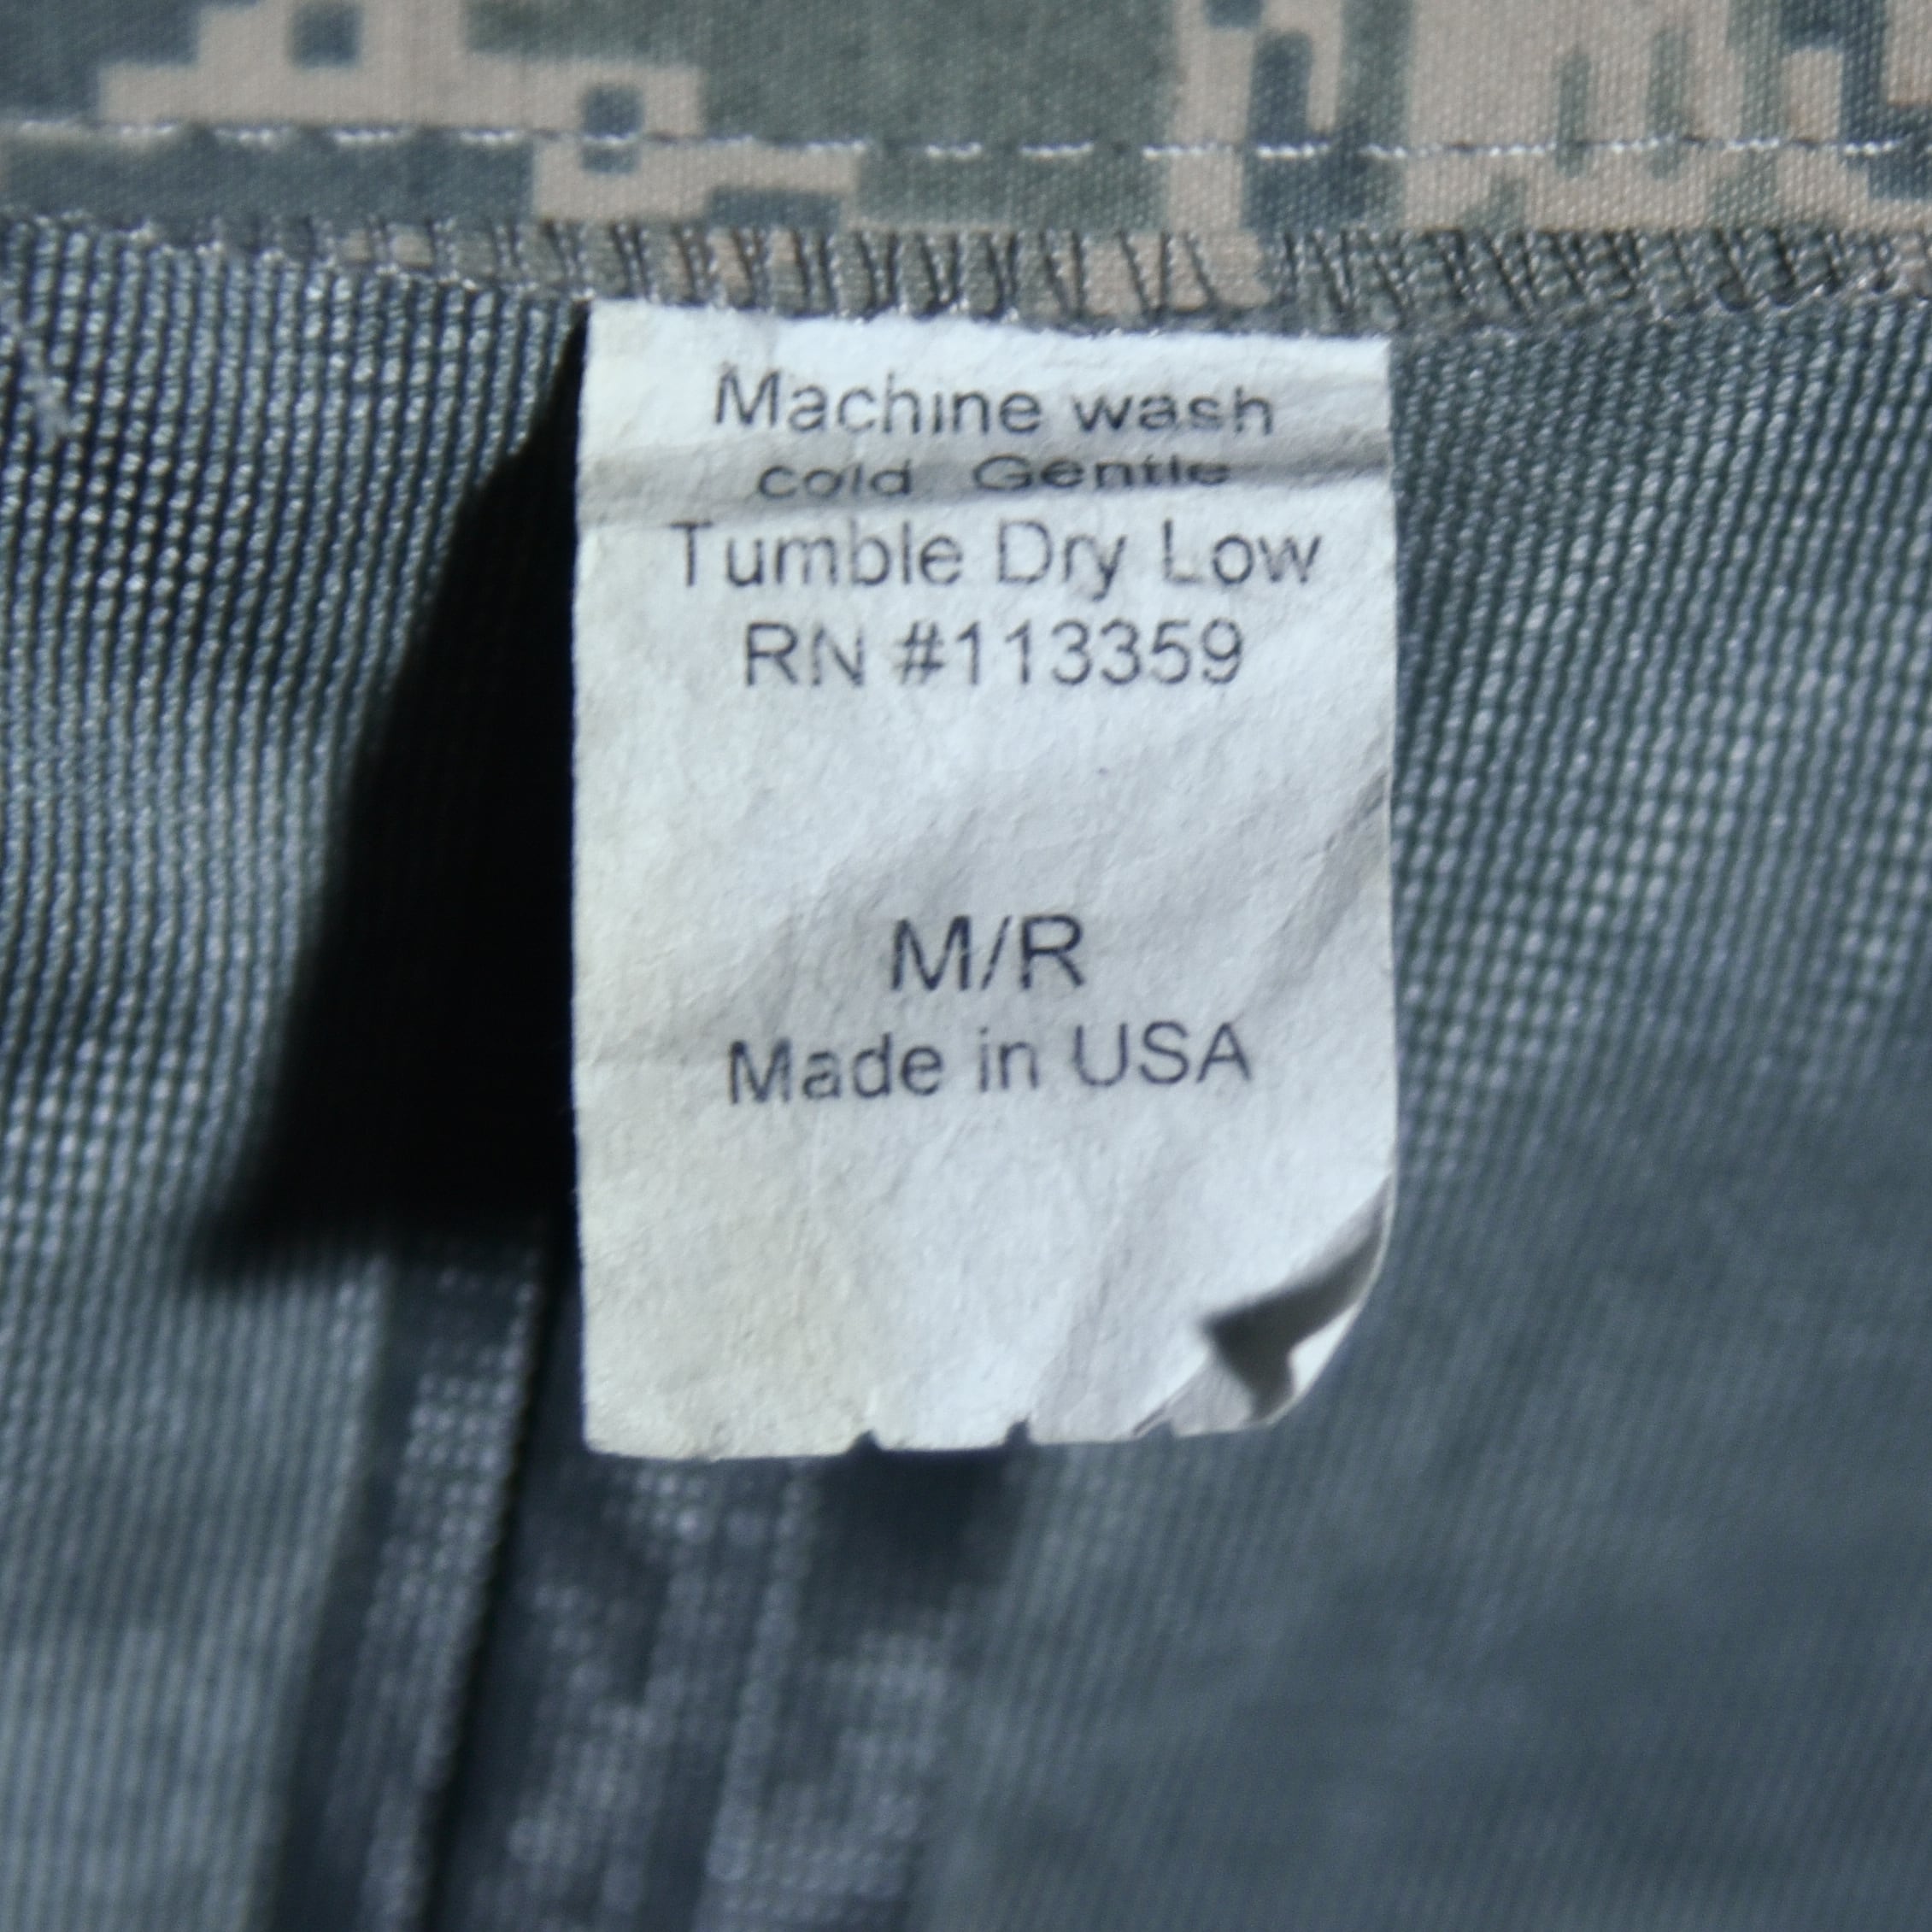 Machine wash
cold Gentle
Tumble Dry Low
RN #113359
M/R
Made in USA